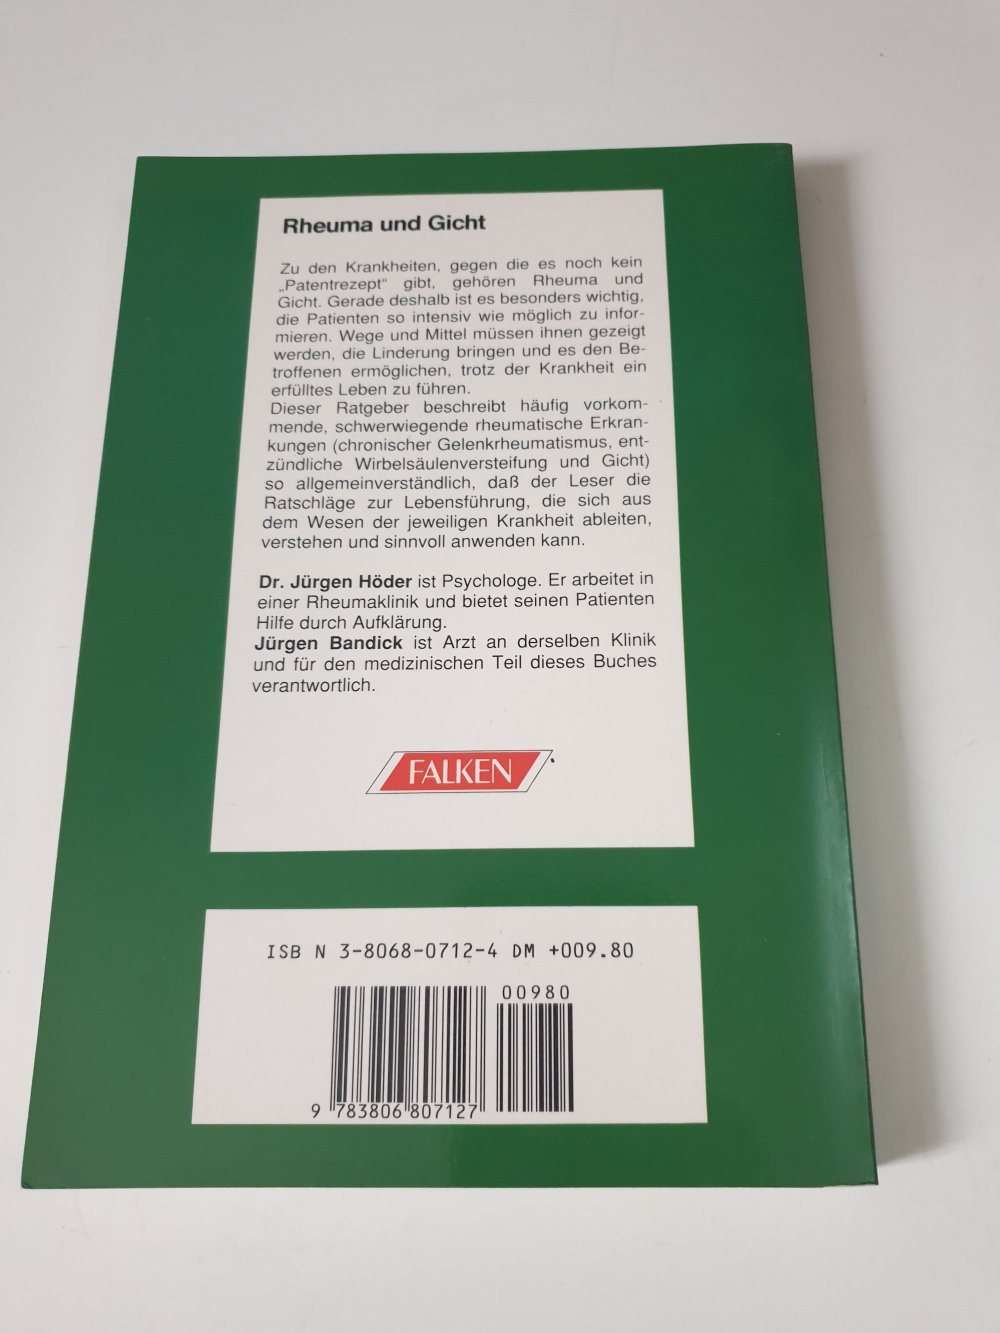 Rheuma und Gicht
Zu den Krankheiten, gegen die es noch kein
„Patentrezept" gibt, gehören Rheuma und
Gicht. Gerade deshalb ist es besonders wichtig,
die Patienten so intensiv wie möglich zu infor-
mieren. Wege und Mittel müssen ihnen gezeigt
werden, die Linderung bringen und es den Be-
troffenen ermöglichen, trotz der Krankheit ein
erfülltes Leben zu führen.
Dieser Ratgeber beschreibt häufig vorkom-
mende, schwerwiegende rheumatische Erkran-
kungen (chronischer Gelenkrheumatismus, ent-
zündliche Wirbelsäulenversteifung und Gicht)
so allgemeinverständlich, daß der Leser die
Ratschläge zur Lebensführung, die sich aus
dem Wesen der jeweiligen Krankheit ableiten,
verstehen und sinnvoll anwenden kann.
Dr. Jürgen Höder ist Psychologe. Er arbeitet in
einer Rheumaklinik und bietet seinen Patienten
Hilfe durch Aufklärung.
Jürgen Bandick ist Arzt an derselben Klinik
und für den medizinischen Teil dieses Buches
verantwortlich.
FALKEN
ISB N 3-8068-0712-4 DM +009.80
00980
9 783806 807127